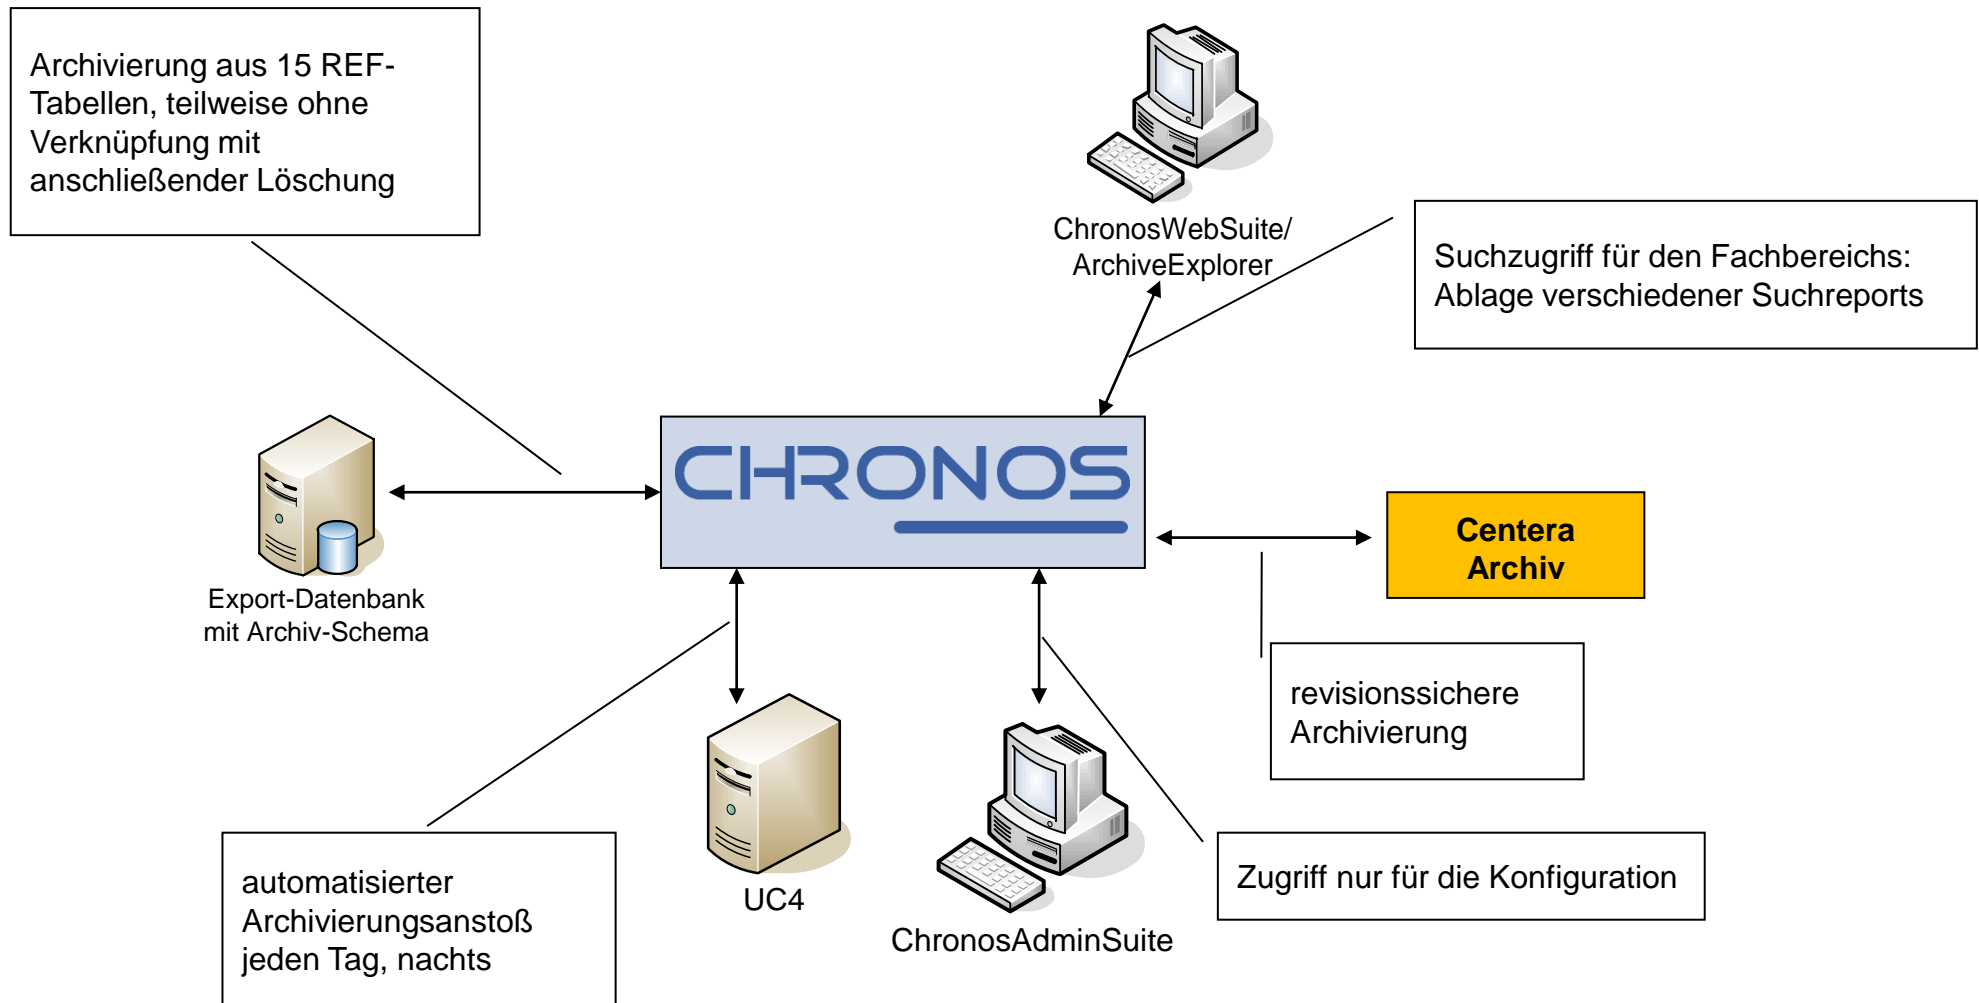 Archivierung aus 15 REF-
Tabellen, teilweise ohne
Verknüpfung mit
anschließender Löschung
ChronosWebSuite/
ArchiveExplorer
Suchzugriff für den Fachbereichs:
Ablage verschiedener Suchreports
CHRONOS
Export-Datenbank
mit Archiv-Schema
Centera
Archiv
revisionssichere
Archivierung
automatisierter
Archivierungsanstoß
jeden Tag, nachts
UC4
ChronosAdminSuite
Zugriff nur für die Konfiguration